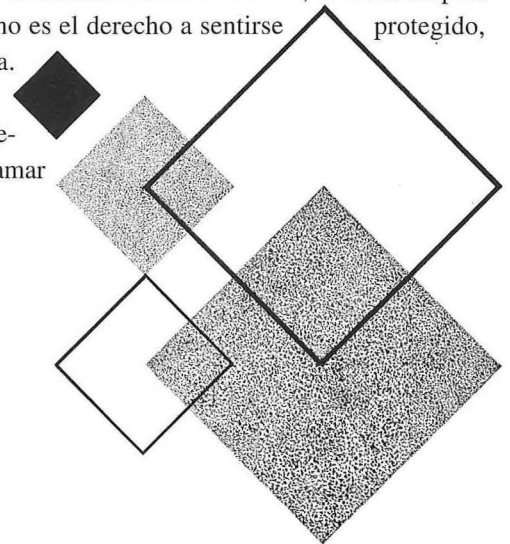 no es el derecho a sentirse protegido,
a.
e-
amar